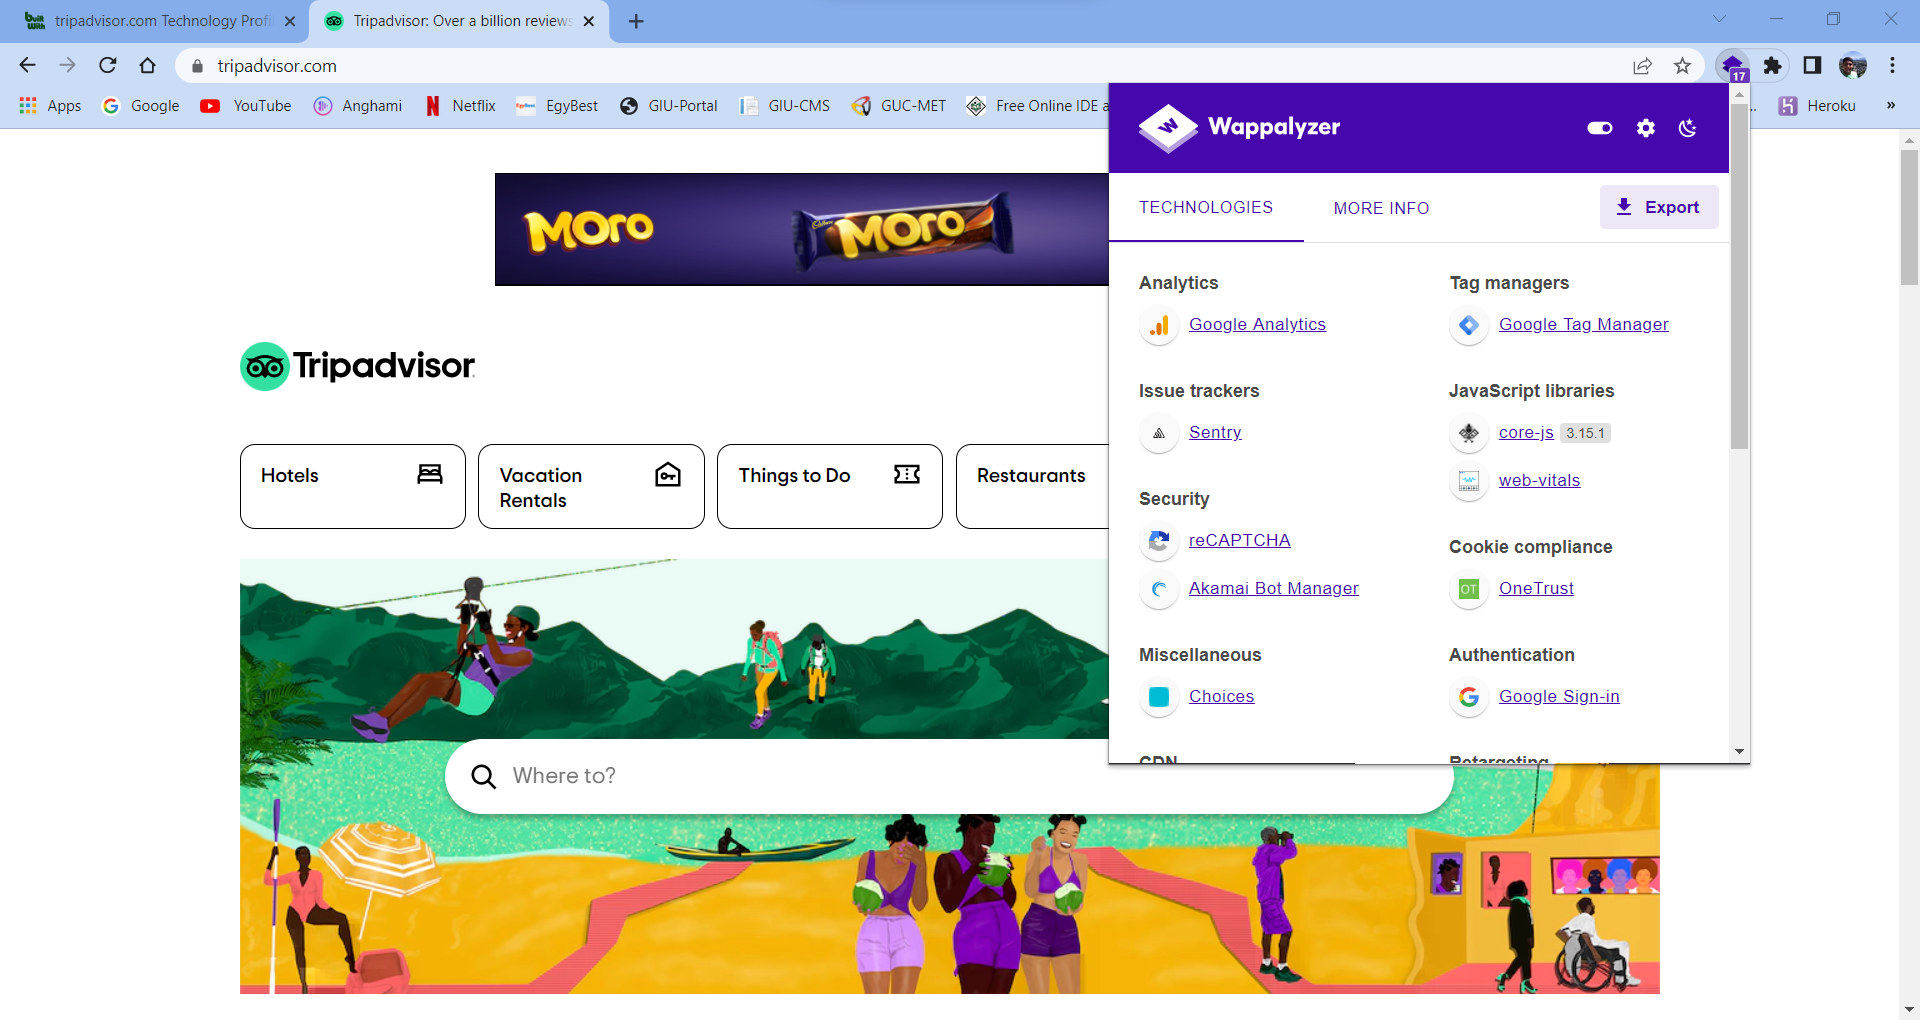 built With
tripadvisor.com Technology Profi
Tripadvisor: Over a billion reviews
tripadvisor.com
17
Apps
Google
YouTube
Anghami
Netflix
EgyBest
GIU-Portal
GIU-CMS
GUC-MET
Free Online IDE a
Heroku
»
Wappalyzer
TECHNOLOGIES
MORE INFO
Export
MORO
Cadbury
MORO
Analytics
Google Analytics
Tag managers
Google Tag Manager
Issue trackers
Sentry
JavaScript libraries
core-js 3.15.1
web-vitals
Security
reCAPTCHA
Akamai Bot Manager
Cookie compliance
OT
OneTrust
Miscellaneous
Choices
Authentication
Google Sign-in
CDN
Retargeting
Tripadvisor
Hotels
Vacation
Rentals
Things to Do
Restaurants
Where to?